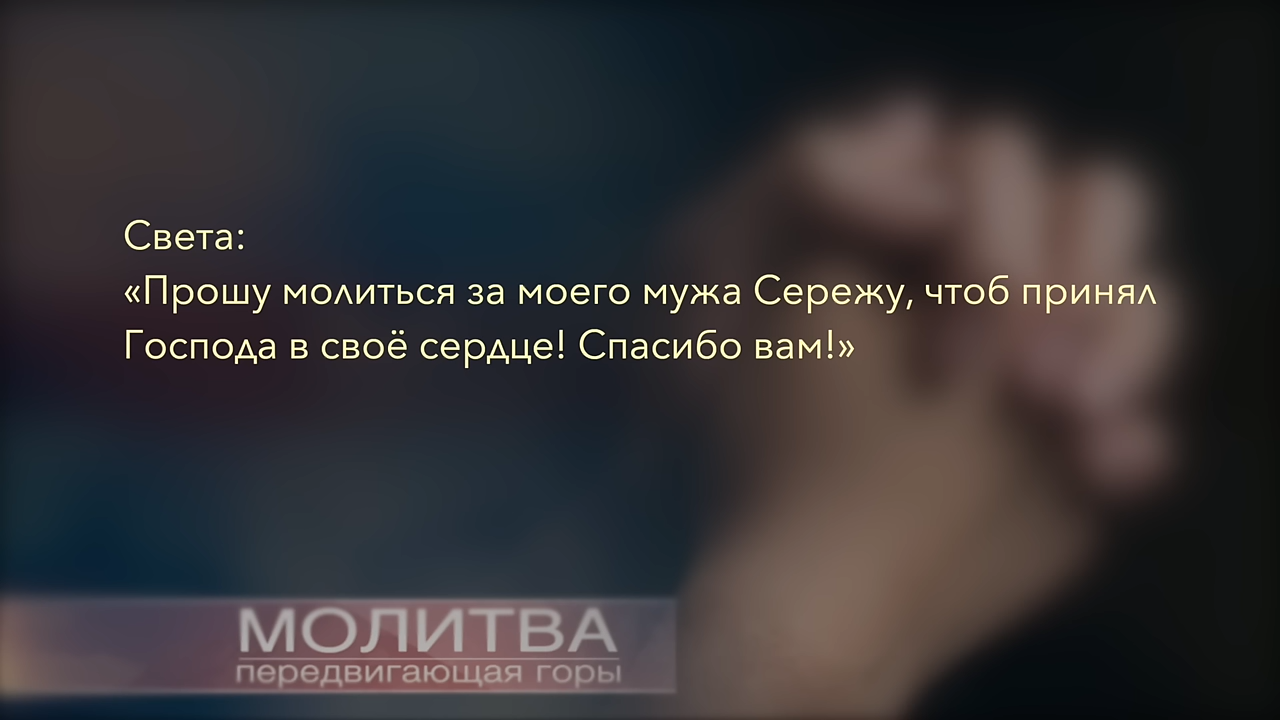 Света:
«Прошу молиться за моего мужа Сережу, чтоб принял
Господа в своё сердце! Спасибо вам!»
МОЛИТВА
передвигающая горы